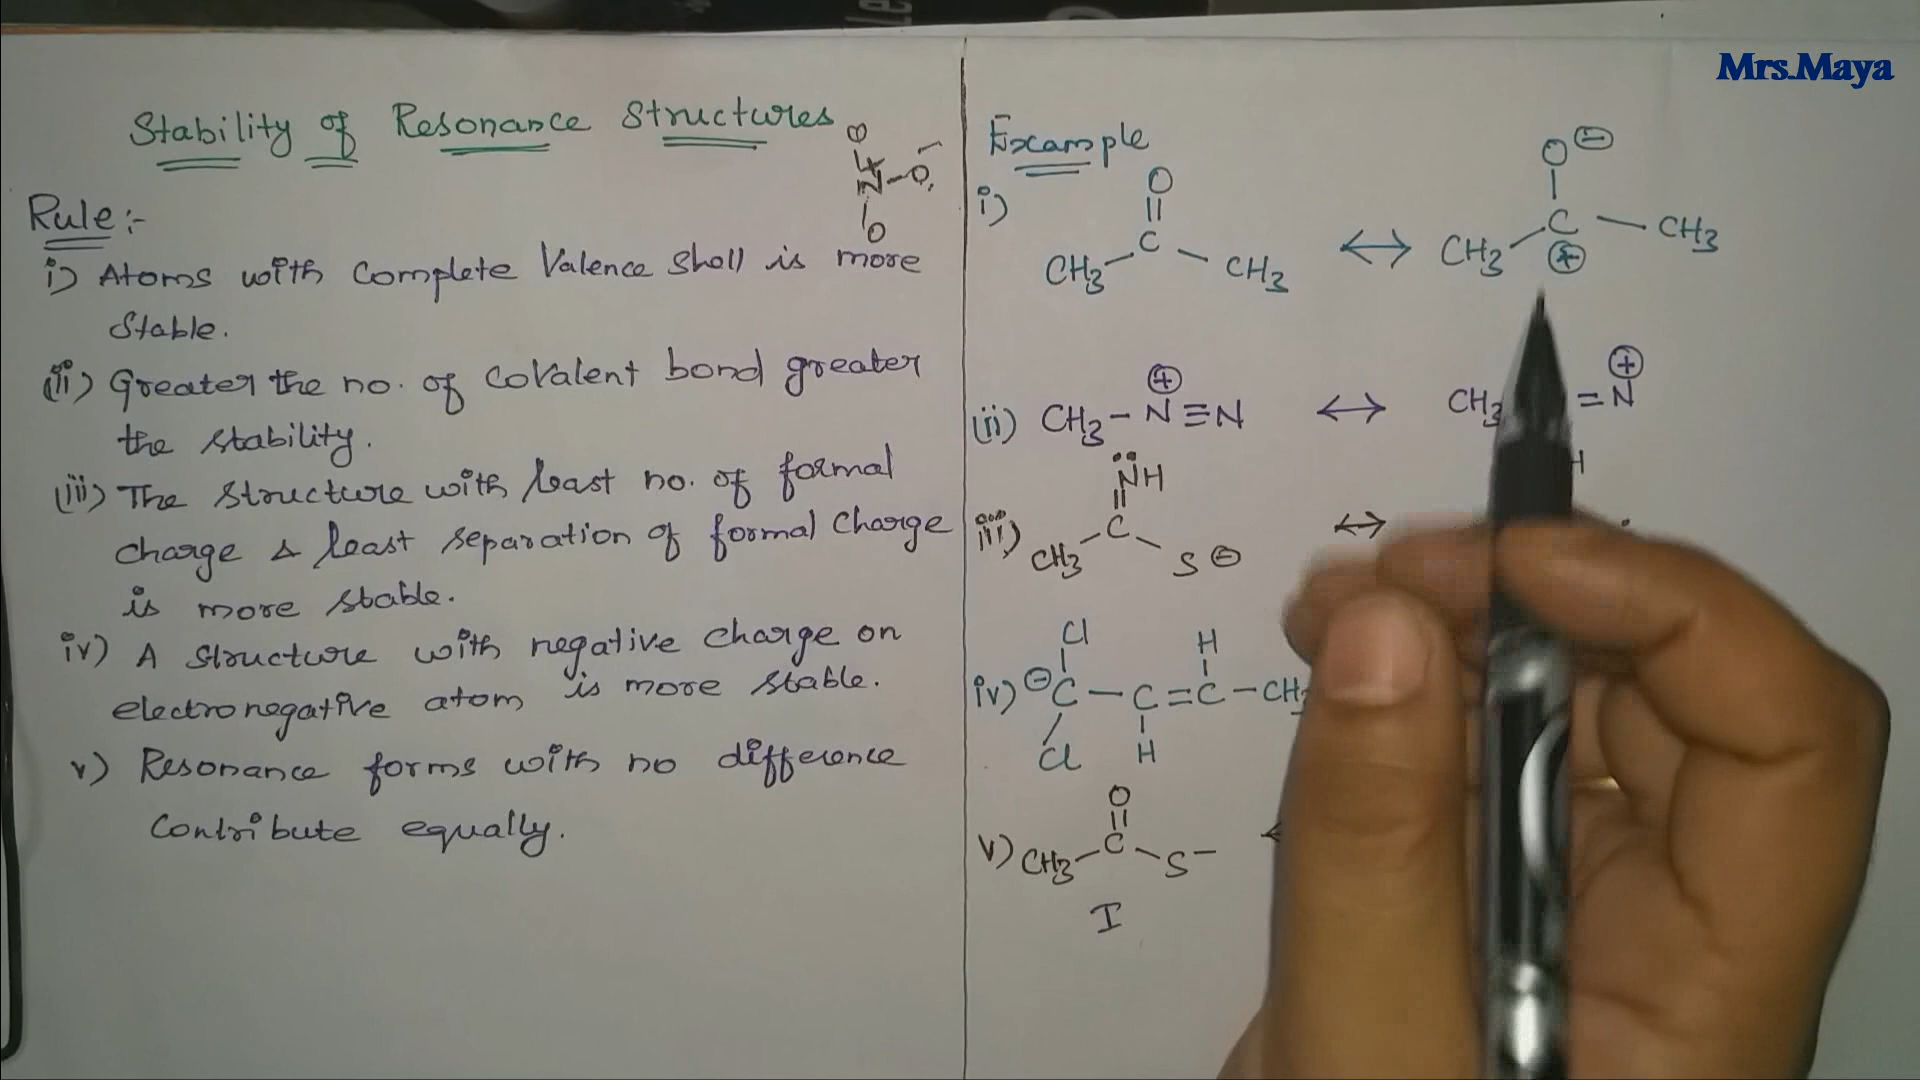 Mrs.Maya
Stability of Resonance Structures
O
N-O
O
Rule:-
i) Atoms with Complete Valence shell is more
stable.
(ii) Greater the no. of Covalent bond greater
the stability.
(iii) The structure with least no. of formal
charge & least separation of formal charge
is more stable.
iv) A structure with negative charge on
electronegative atom is more stable.
v) Resonance forms with no difference
Contribute equally.
Example
i)
O
||
C
CH3 CH3
↔
O ⊖
|
C
CH3 ⊕ CH3
(ii) CH3 - N ≡ N ↔ CH3 = N
⊕ ⊕
iii)
NH
||
C
CH3 S ⊖
↔
H
iv)
Cl H
⊖ C - C = C - CH3
Cl H
v)
O
||
C
CH3 S -
I